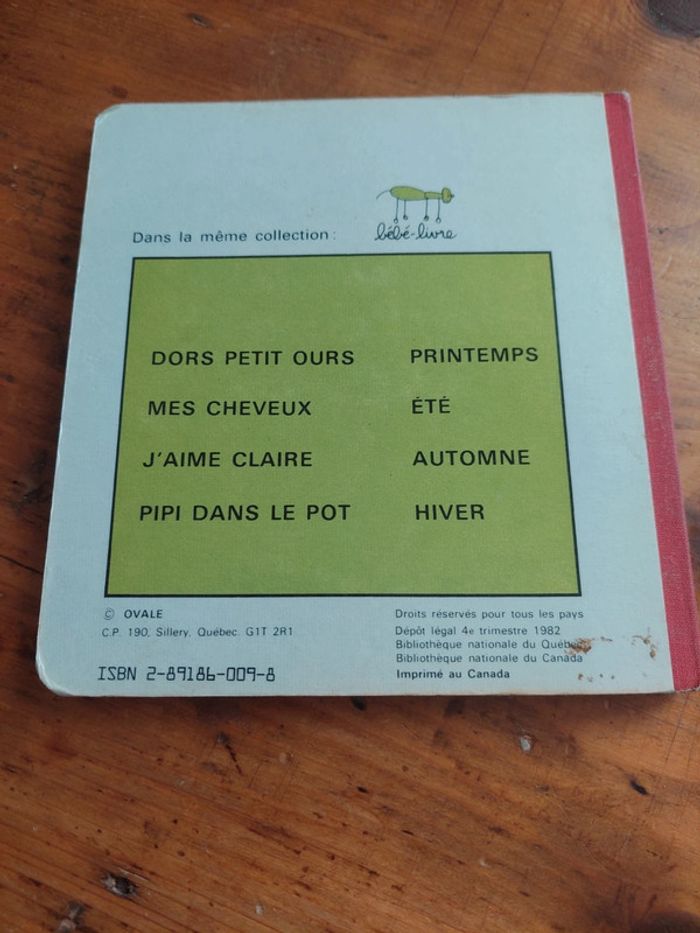 Dans la même collection :
bébé-livre
DORS PETIT OURS
MES CHEVEUX
J'AIME CLAIRE
PIPI DANS LE POT
PRINTEMPS
ÉTÉ
AUTOMNE
HIVER
© OVALE
C.P. 190, Sillery, Québec. G1T 2R1
ISBN 2-89186-009-8
Droits réservés pour tous les pays
Dépôt légal 4e trimestre 1982
Bibliothèque nationale du Québec
Bibliothèque nationale du Canada
Imprimé au Canada